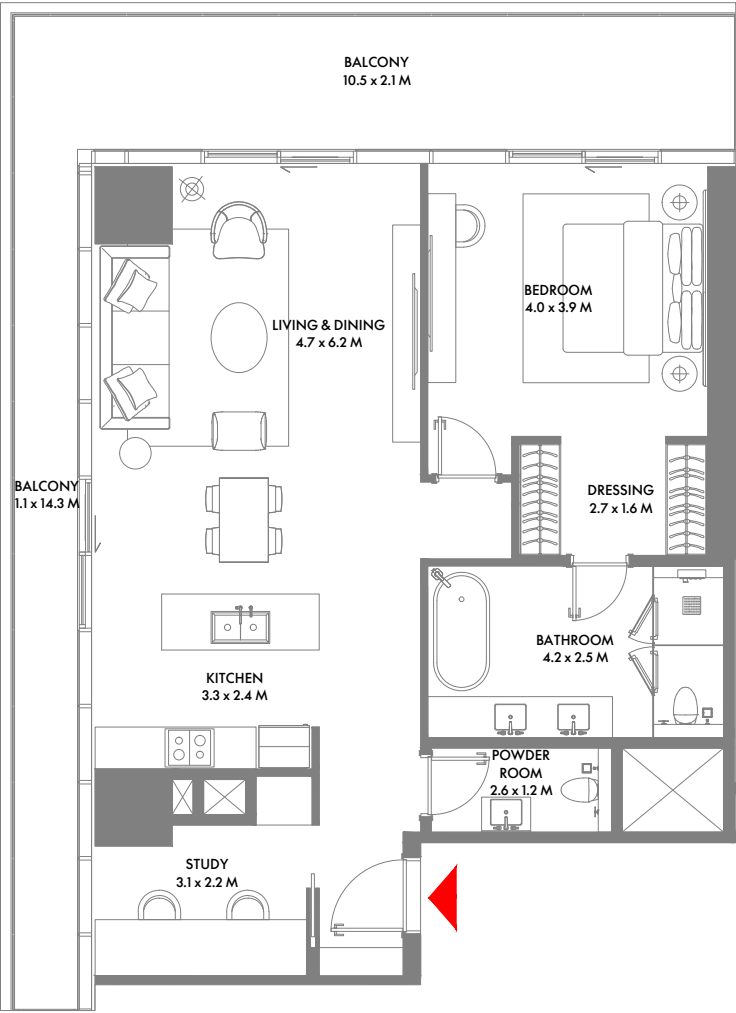 BALCONY
10.5 x 2.1 M
BEDROOM
4.0 x 3.9 M
LIVING & DINING
4.7 x 6.2 M
BALCONY
1.1 x 14.3 M
DRESSING
2.7 x 1.6 M
BATHROOM
4.2 x 2.5 M
KITCHEN
3.3 x 2.4 M
POWDER
ROOM
2.6 x 1.2 M
STUDY
3.1 x 2.2 M